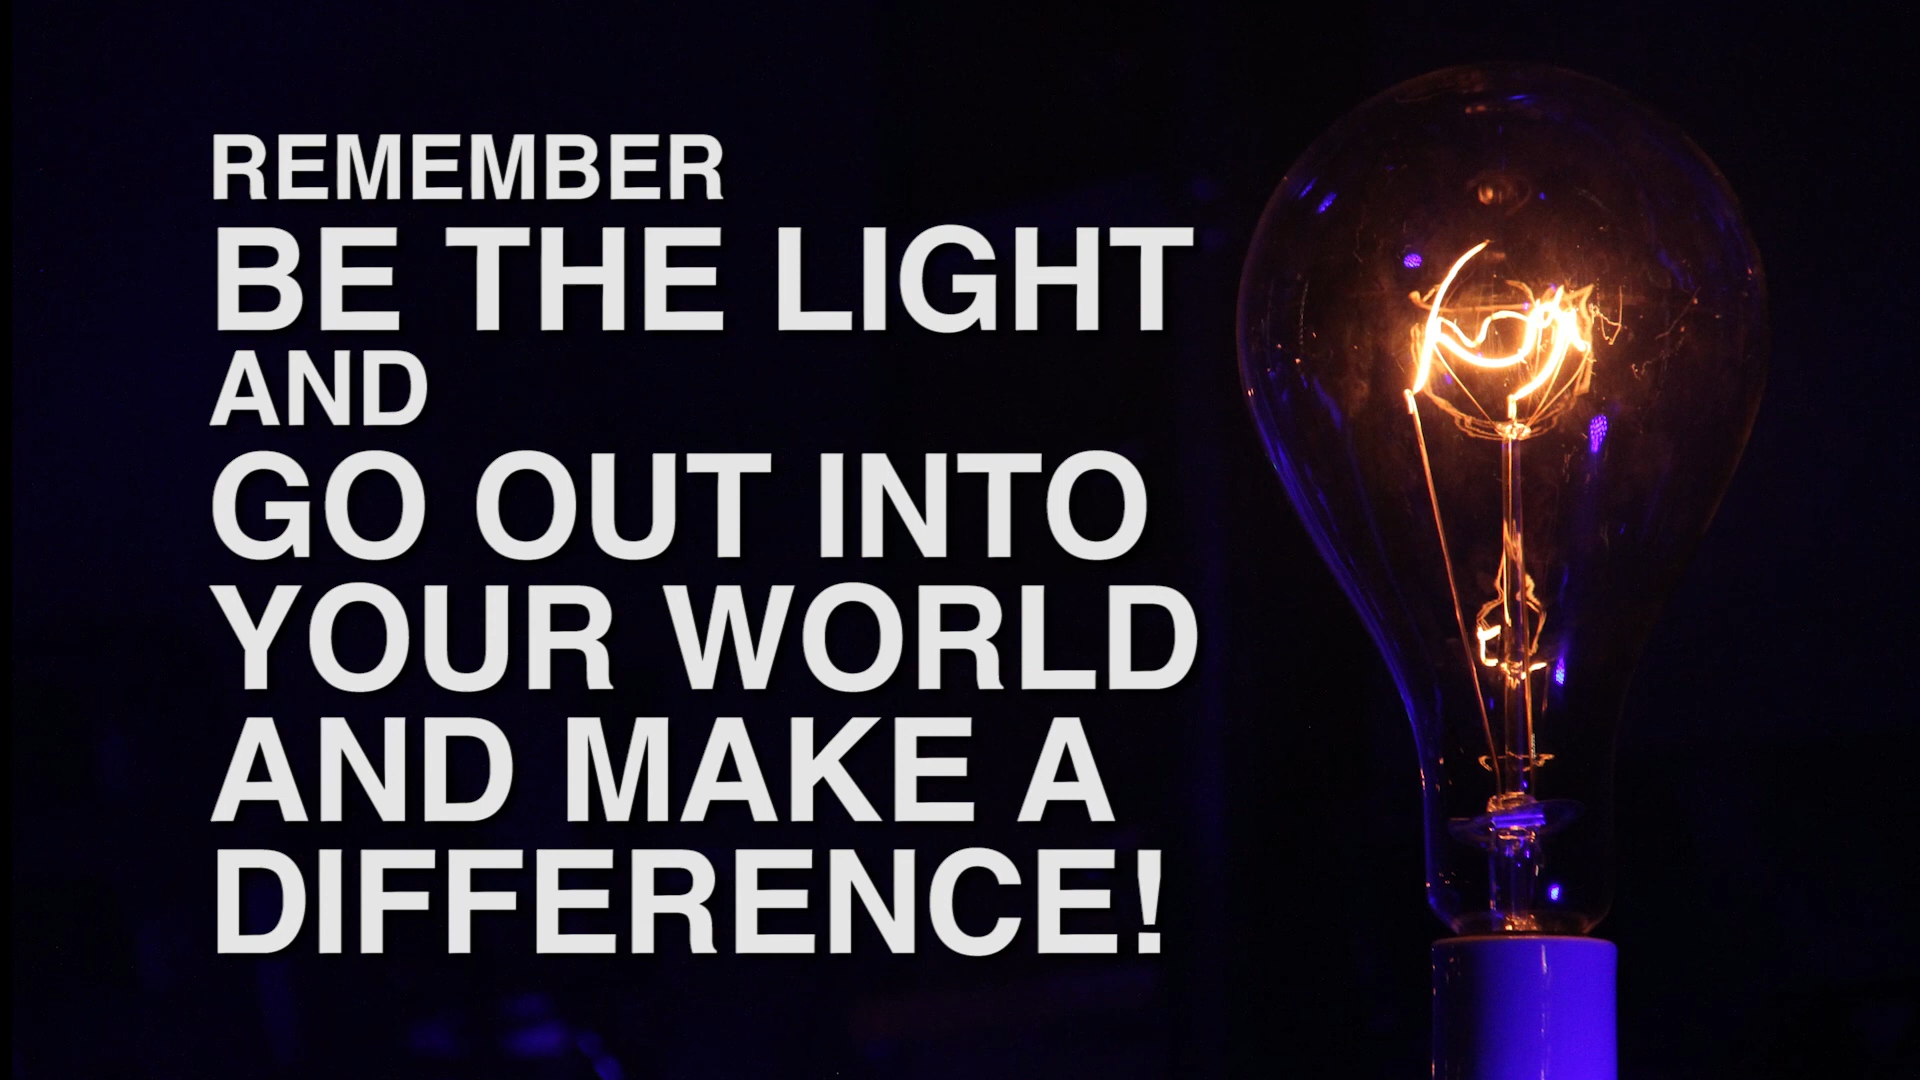 REMEMBER
BE THE LIGHT
AND
GO OUT INTO
YOUR WORLD
AND MAKE A
DIFFERENCE!